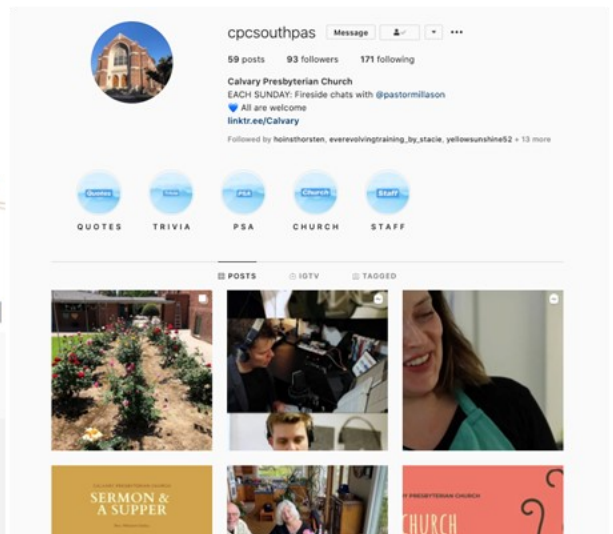 cpcsouthpas Message
59 posts 93 followers 171 following
Calvary Presbyterian Church
EACH SUNDAY: Fireside chats with @pastormillason
💙 All are welcome
linktr.ee/Calvary
Followed by hoinsthorsten, everevolvingtraining_by_stacie, yellowsunshine52 + 13 more
Quotes Trivia PSA Church Staff
QUOTES TRIVIA PSA CHURCH STAFF
POSTS IGTV TAGGED
CALVARY PRESBYTERIAN CHURCH
SERMON &
A SUPPER
PRESBYTERIAN CHURCH
CHURCH